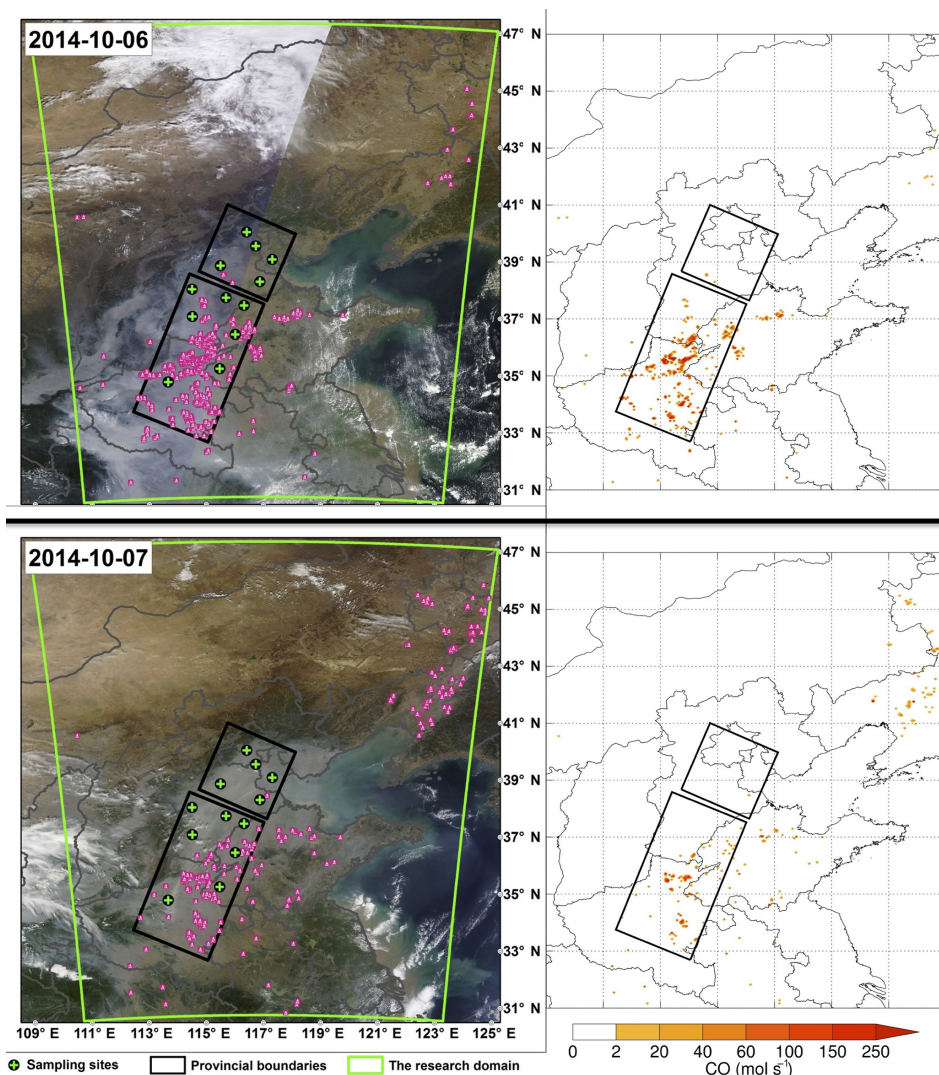 2014-10-06
47° N
45° N
43° N
41° N
39° N
37° N
35° N
33° N
31° N
2014-10-07
47° N
45° N
43° N
41° N
39° N
37° N
35° N
33° N
31° N
109° E 111° E 113° E 115° E 117° E 119° E 121° E 123° E 125° E
0 2 20 40 60 100 150 250
CO (mol s⁻¹)
Sampling sites Provincial boundaries The research domain